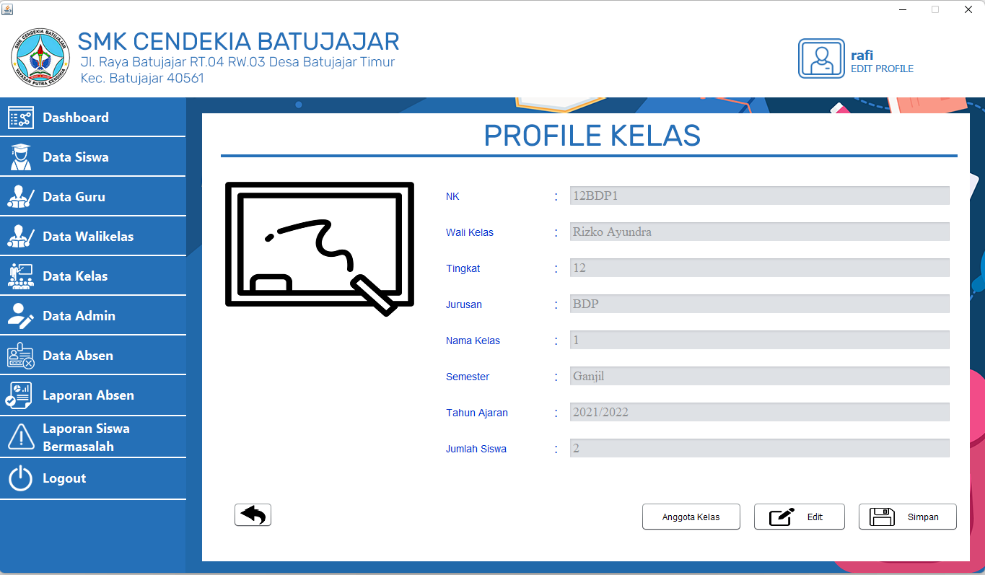 SMK CENDEKIA BATUJAJAR
Jl. Raya Batujajar RT.04 RW.03 Desa Batujajar Timur
Kec. Batujajar 40561
rafi
EDIT PROFILE
Dashboard
Data Siswa
Data Guru
Data Walikelas
Data Kelas
Data Admin
Data Absen
Laporan Absen
Laporan Siswa
Bermasalah
Logout
PROFILE KELAS
NK : 12BDP1
Wali Kelas : Rizko Ayundra
Tingkat : 12
Jurusan : BDP
Nama Kelas : 1
Semester : Ganjil
Tahun Ajaran : 2021/2022
Jumlah Siswa : 2
Anggota Kelas
Edit
Simpan